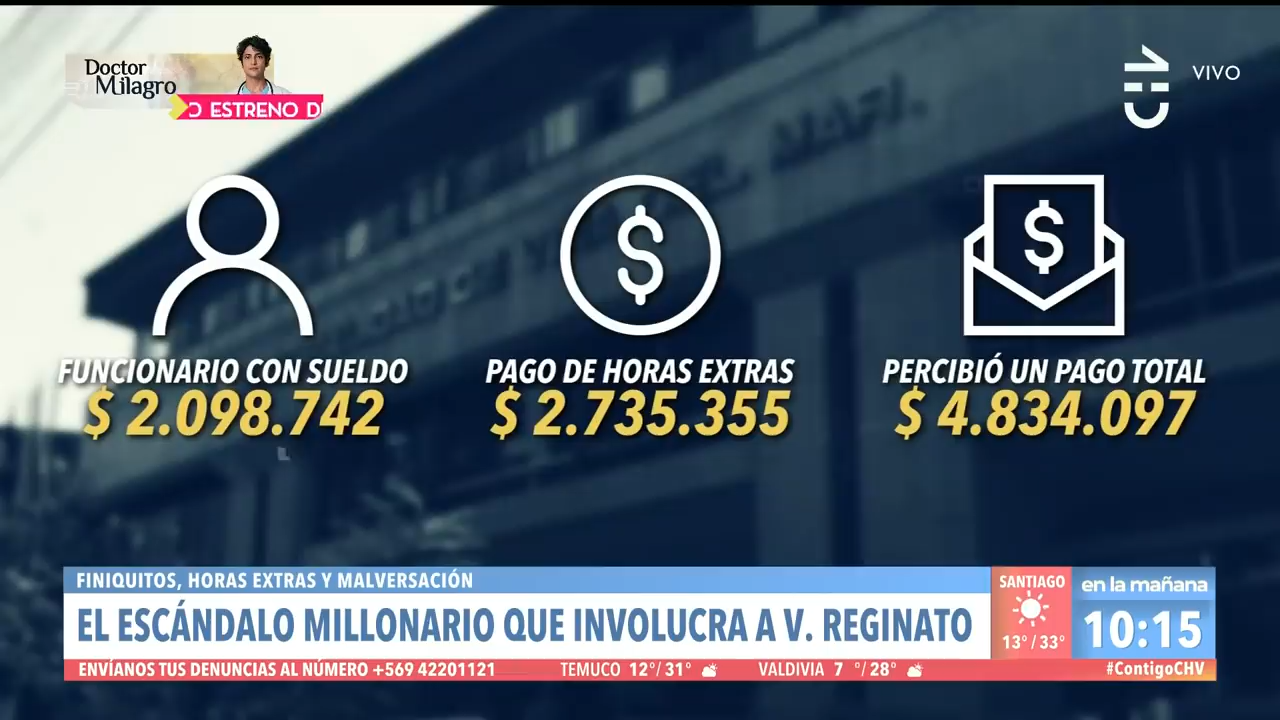 Doctor
Milagro
O ESTRENO D
CHV
VIVO
FUNCIONARIO CON SUELDO
$ 2.098.742
PAGO DE HORAS EXTRAS
$ 2.735.355
PERCIBIÓ UN PAGO TOTAL
$ 4.834.097
FINIQUITOS, HORAS EXTRAS Y MALVERSACIÓN
EL ESCÁNDALO MILLONARIO QUE INVOLUCRA A V. REGINATO
SANTIAGO
13°/33°
en la mañana
10:15
ENVÍANOS TUS DENUNCIAS AL NÚMERO +569 42201121 TEMUCO 12°/31° VALDIVIA 7 °/28° #ContigoCHV